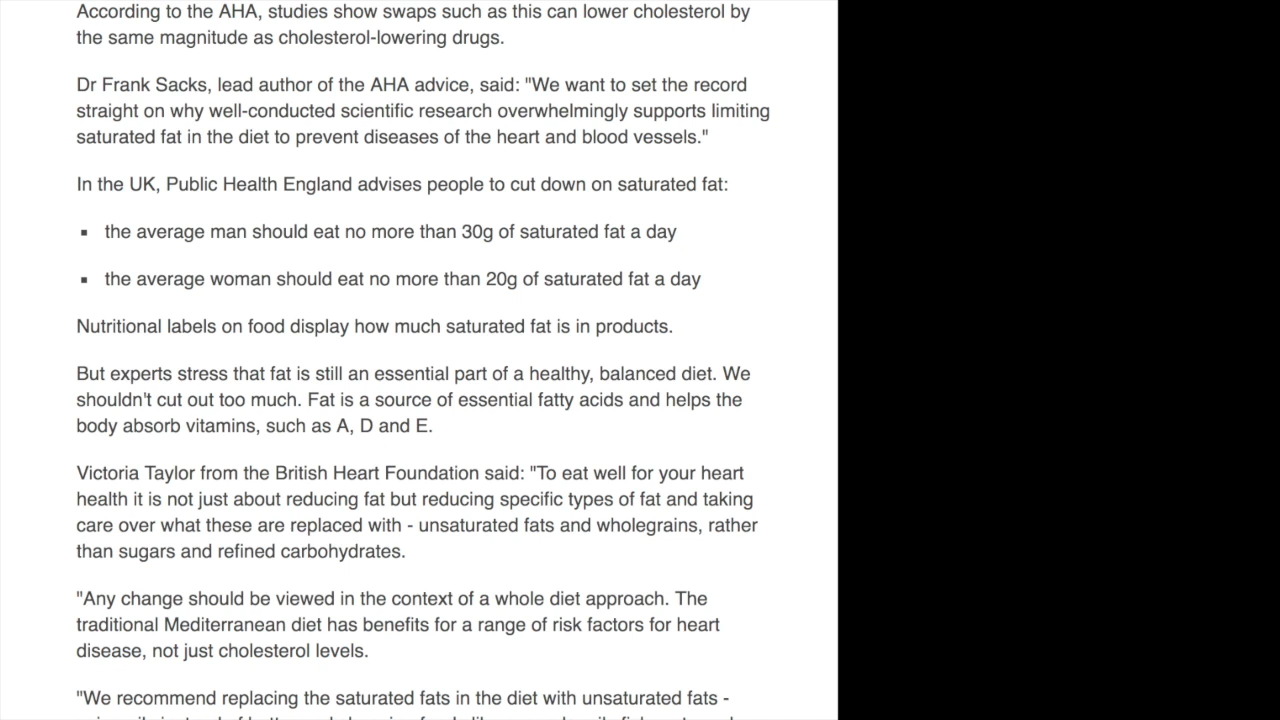 According to the AHA, studies show swaps such as this can lower cholesterol by
the same magnitude as cholesterol-lowering drugs.
Dr Frank Sacks, lead author of the AHA advice, said: "We want to set the record
straight on why well-conducted scientific research overwhelmingly supports limiting
saturated fat in the diet to prevent diseases of the heart and blood vessels."
In the UK, Public Health England advises people to cut down on saturated fat:
▪ the average man should eat no more than 30g of saturated fat a day
▪ the average woman should eat no more than 20g of saturated fat a day
Nutritional labels on food display how much saturated fat is in products.
But experts stress that fat is still an essential part of a healthy, balanced diet. We
shouldn't cut out too much. Fat is a source of essential fatty acids and helps the
body absorb vitamins, such as A, D and E.
Victoria Taylor from the British Heart Foundation said: "To eat well for your heart
health it is not just about reducing fat but reducing specific types of fat and taking
care over what these are replaced with - unsaturated fats and wholegrains, rather
than sugars and refined carbohydrates.
"Any change should be viewed in the context of a whole diet approach. The
traditional Mediterranean diet has benefits for a range of risk factors for heart
disease, not just cholesterol levels.
"We recommend replacing the saturated fats in the diet with unsaturated fats -